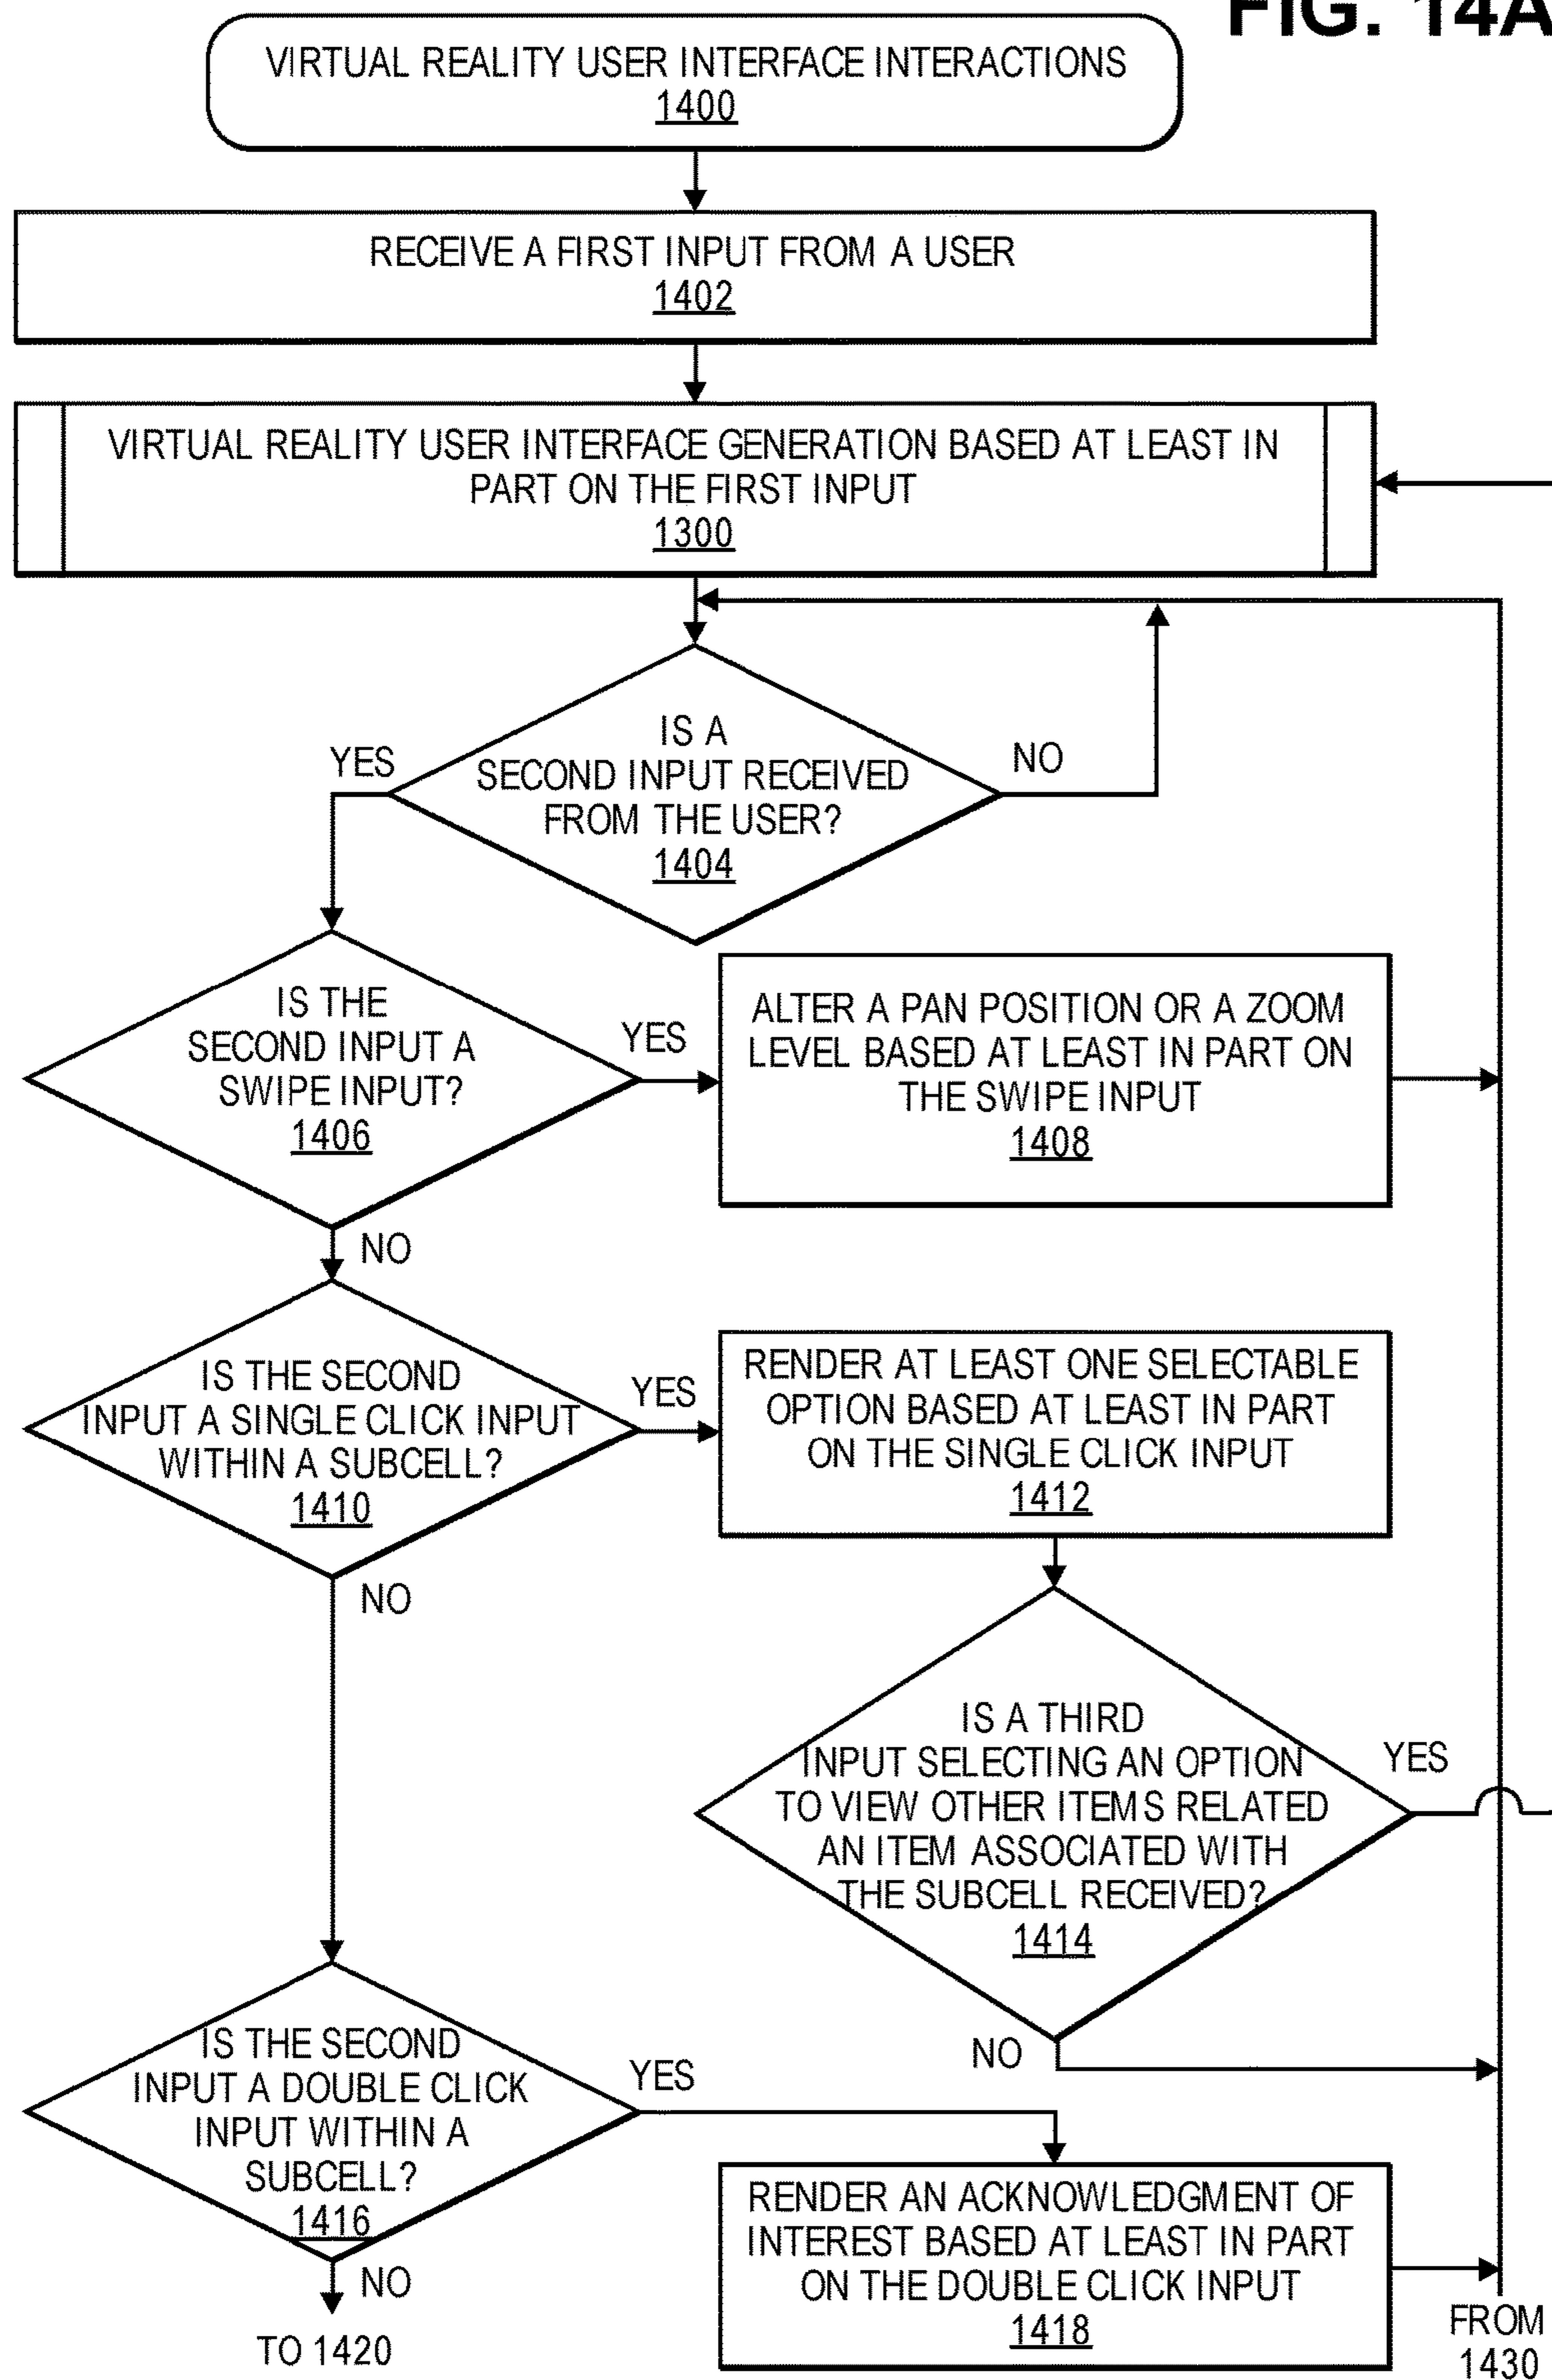 FIG. 14A
VIRTUAL REALITY USER INTERFACE INTERACTIONS
1400
RECEIVE A FIRST INPUT FROM A USER
1402
VIRTUAL REALITY USER INTERFACE GENERATION BASED AT LEAST IN
PART ON THE FIRST INPUT
1300
IS A
SECOND INPUT RECEIVED
FROM THE USER?
1404
YES
NO
IS THE
SECOND INPUT A
SWIPE INPUT?
1406
YES
NO
ALTER A PAN POSITION OR A ZOOM
LEVEL BASED AT LEAST IN PART ON
THE SWIPE INPUT
1408
IS THE SECOND
INPUT A SINGLE CLICK INPUT
WITHIN A SUBCELL?
1410
YES
NO
RENDER AT LEAST ONE SELECTABLE
OPTION BASED AT LEAST IN PART
ON THE SINGLE CLICK INPUT
1412
IS A THIRD
INPUT SELECTING AN OPTION
TO VIEW OTHER ITEMS RELATED
AN ITEM ASSOCIATED WITH
THE SUBCELL RECEIVED?
1414
YES
NO
IS THE SECOND
INPUT A DOUBLE CLICK
INPUT WITHIN A
SUBCELL?
1416
YES
NO
TO 1420
RENDER AN ACKNOWLEDGMENT OF
INTEREST BASED AT LEAST IN PART
ON THE DOUBLE CLICK INPUT
1418
FROM
1430